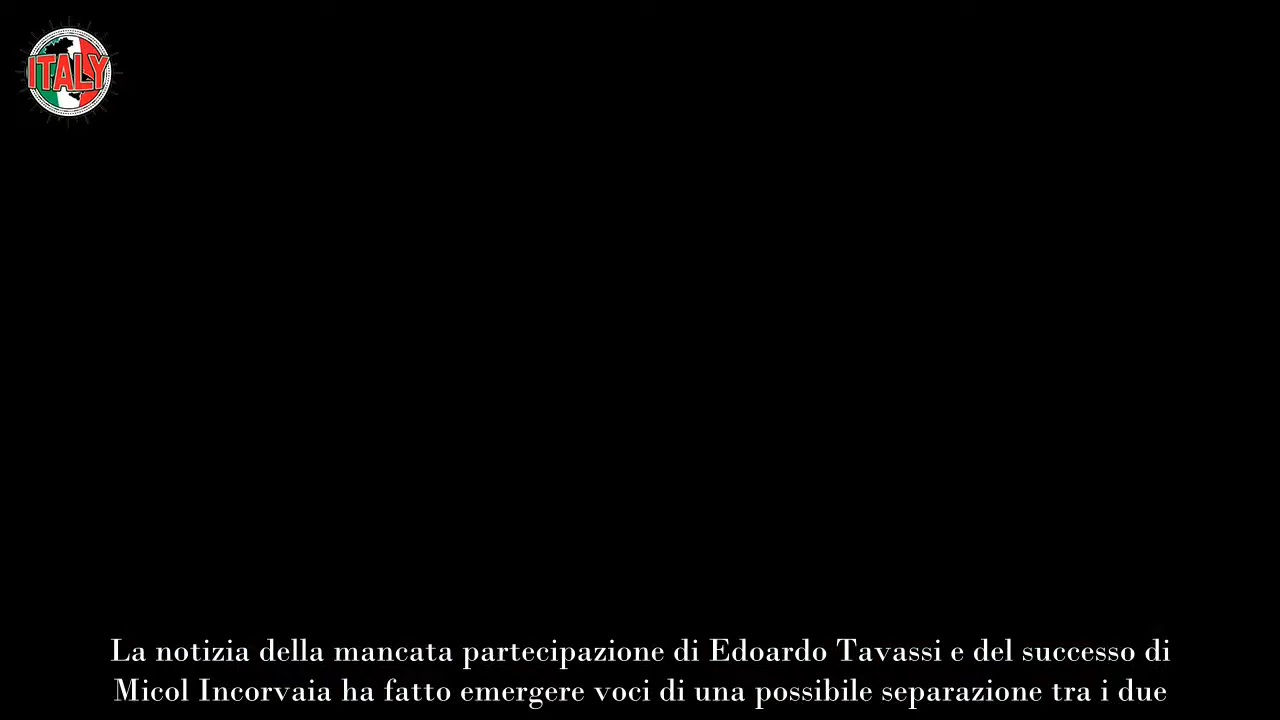 ITALY
La notizia della mancata partecipazione di Edoardo Tavassi e del successo di
Micol Incorvaia ha fatto emergere voci di una possibile separazione tra i due